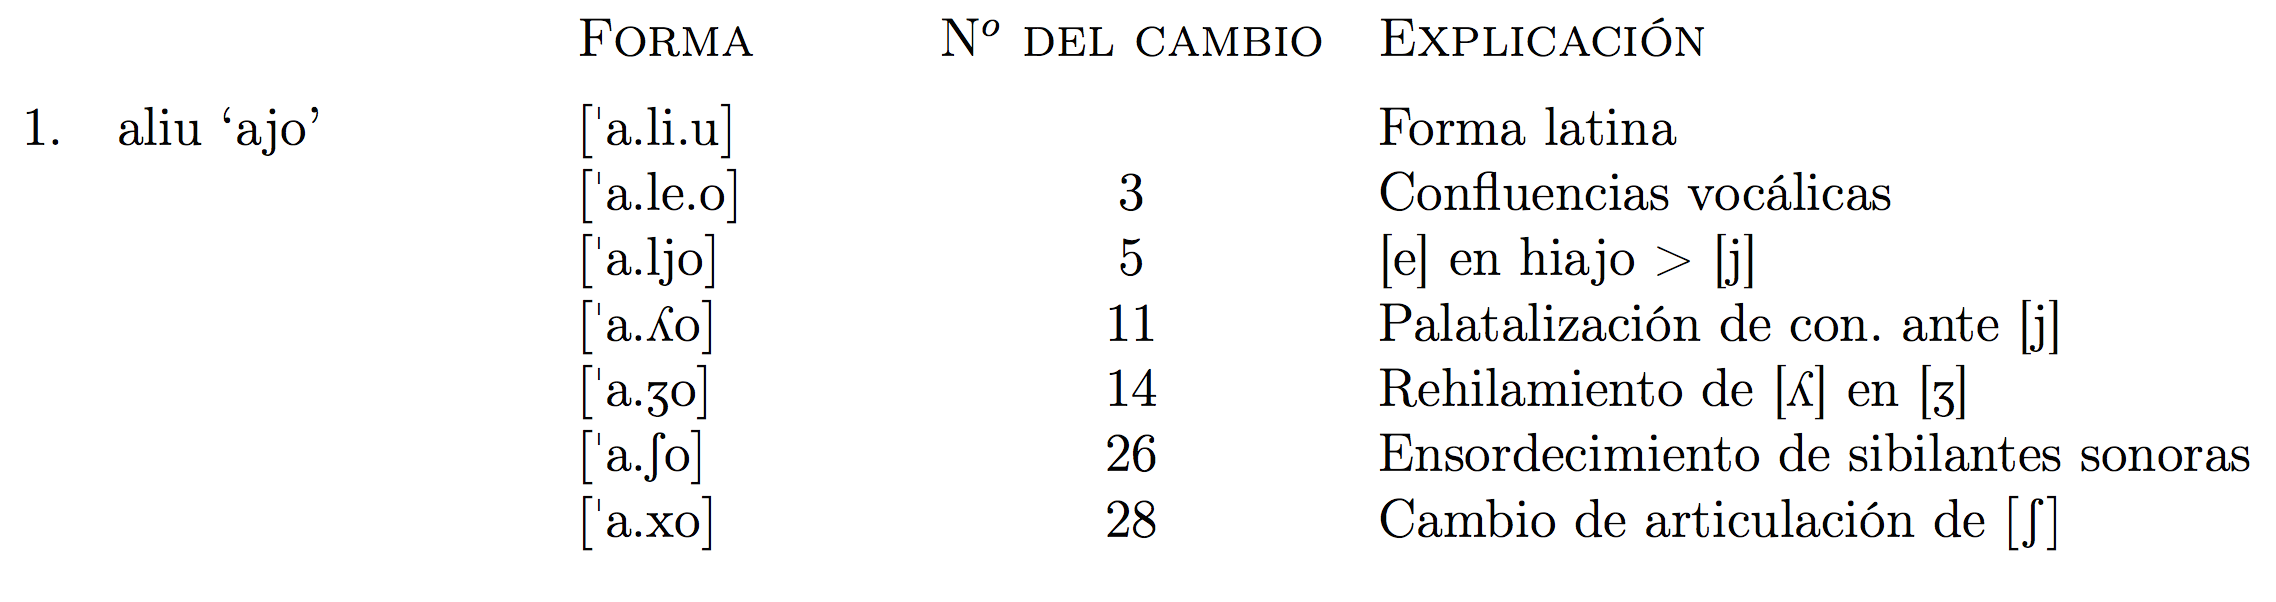 Forma Nº del cambio Explicación
1. aliu ‘ajo’ [ˈa.li.u] Forma latina
[ˈa.le.o] 3 Confluencias vocálicas
[ˈa.ljo] 5 [e] en hiajo > [j]
[ˈa.ʎo] 11 Palatalización de con. ante [j]
[ˈa.ʒo] 14 Rehilamiento de [ʎ] en [ʒ]
[ˈa.ʃo] 26 Ensordecimiento de sibilantes sonoras
[ˈa.xo] 28 Cambio de articulación de [ʃ]